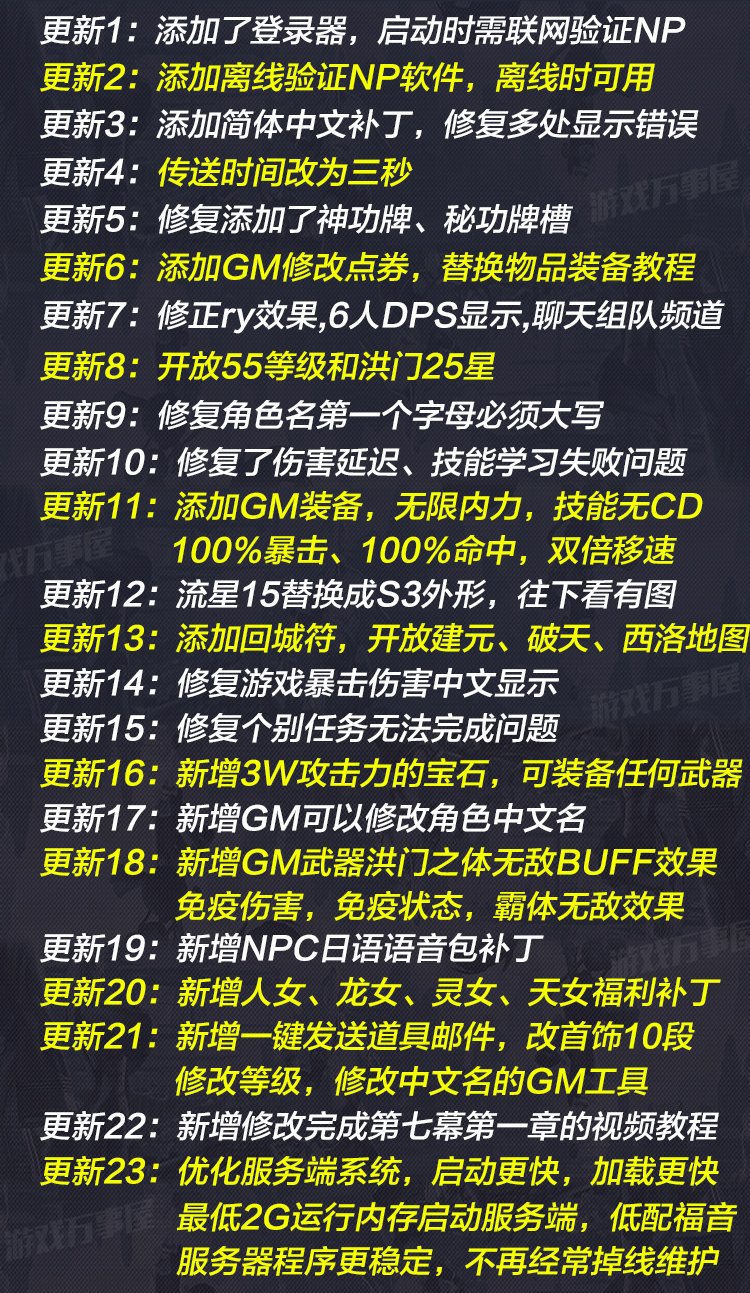 更新1：添加了登录器，启动时需联网验证NP
更新2：添加离线验证NP软件，离线时可用
更新3：添加简体中文补丁，修复多处显示错误
更新4：传送时间改为三秒
游戏万事屋
更新5：修复添加了神功牌、秘功牌槽
更新6：添加GM修改点券，替换物品装备教程
更新7：修正ry效果,6人DPS显示,聊天组队频道
更新8：开放55等级和洪门25星
更新9：修复角色名第一个字母必须大写
更新10：修复了伤害延迟、技能学习失败问题
更新11：添加GM装备，无限内力，技能无CD
100%暴击、100%命中，双倍移速
游戏万事屋
更新12：流星15替换成S3外形，往下看有图
更新13：添加回城符，开放建元、破天、西洛地图
更新14：修复游戏暴击伤害中文显示
游戏万事屋
更新15：修复个别任务无法完成问题
更新16：新增3W攻击力的宝石，可装备任何武器
更新17：新增GM可以修改角色中文名
更新18：新增GM武器洪门之体无敌BUFF效果
免疫伤害，免疫状态，霸体无敌效果
更新19：新增NPC日语语音包补丁
游戏万事屋
更新20：新增人女、龙女、灵女、天女福利补丁
更新21：新增一键发送道具邮件，改首饰10段
修改等级，修改中文名的GM工具
更新22：新增修改完成第七幕第一章的视频教程
更新23：优化服务端系统，启动更快，加载更快
最低2G运行内存启动服务端，低配福音
游戏万事屋
服务器程序更稳定，不再经常掉线维护